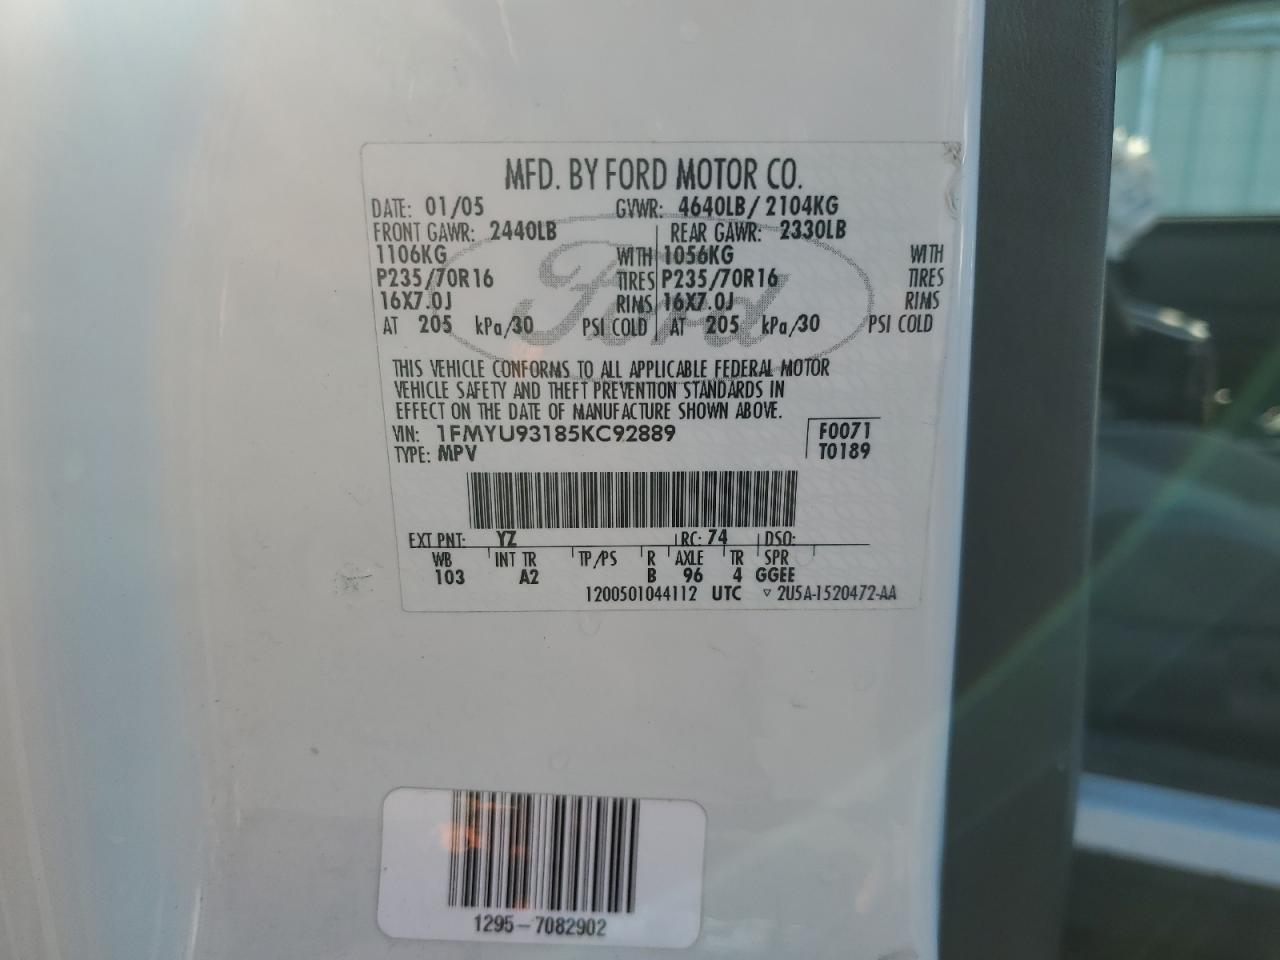 MFD. BY FORD MOTOR CO.
DATE: 01/05 GVWR: 4640LB/ 2104KG
FRONT GAWR: 2440LB REAR GAWR: 2330LB
1106KG WITH 1056KG WITH
P235/70R16 TIRES P235/70R16 TIRES
16X7.0J RIMS 16X7.0J RIMS
AT 205 kPa/30 PSI COLD AT 205 kPa/30 PSI COLD
Ford
THIS VEHICLE CONFORMS TO ALL APPLICABLE FEDERAL MOTOR
VEHICLE SAFETY AND THEFT PREVENTION STANDARDS IN
EFFECT ON THE DATE OF MANUFACTURE SHOWN ABOVE.
VIN: 1FMYU93185KC92889 F0071
TYPE: MPV T0189
EXT PNT: YZ RC: 74 DSO:
WB INT TR TP/PS R AXLE TR SPR
103 A2 B 96 4 GGEE
1200501044112 UTC ▿ 2U5A-1520472-AA
1295-7082902